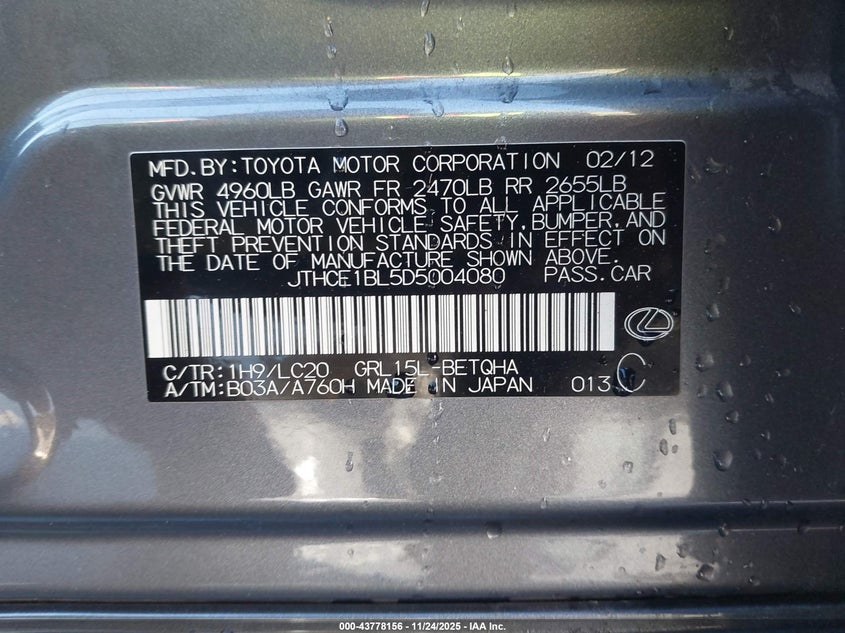 MFD.BY:TOYOTA MOTOR CORPORATION 02/12
GVWR 4960LB GAWR FR 2470LB RR 2655LB
THIS VEHICLE CONFORMS TO ALL APPLICABLE
FEDERAL MOTOR VEHICLE SAFETY,BUMPER,AND
THEFT PREVENTION STANDARDS IN EFFECT ON
THE DATE OF MANUFACTURE SHOWN ABOVE.
JTHCE1BL5D5004080 PASS.CAR
C/TR:1H9/LC20 GRL15L-BETQHA
A/TM:B03A/A760H MADE IN JAPAN 013 C
000-43778156 - 11/24/2025 - IAA Inc.